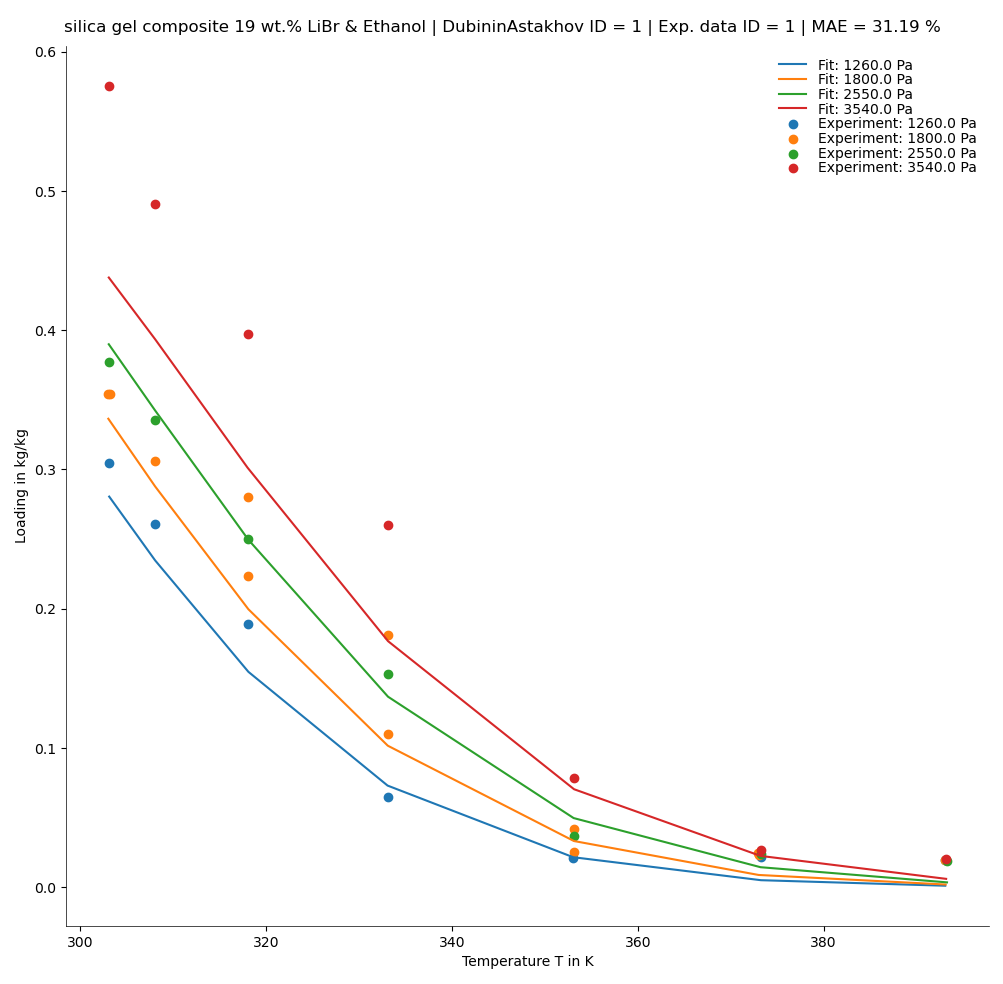 silica gel composite 19 wt.% LiBr & Ethanol | DubininAstakhov ID = 1 | Exp. data ID = 1 | MAE = 31.19 %
Fit: 1260.0 Pa
Fit: 1800.0 Pa
Fit: 2550.0 Pa
Fit: 3540.0 Pa
Experiment: 1260.0 Pa
Experiment: 1800.0 Pa
Experiment: 2550.0 Pa
Experiment: 3540.0 Pa
Loading in kg/kg
0.6
0.5
0.4
0.3
0.2
0.1
0.0
300 320 340 360 380
Temperature T in K